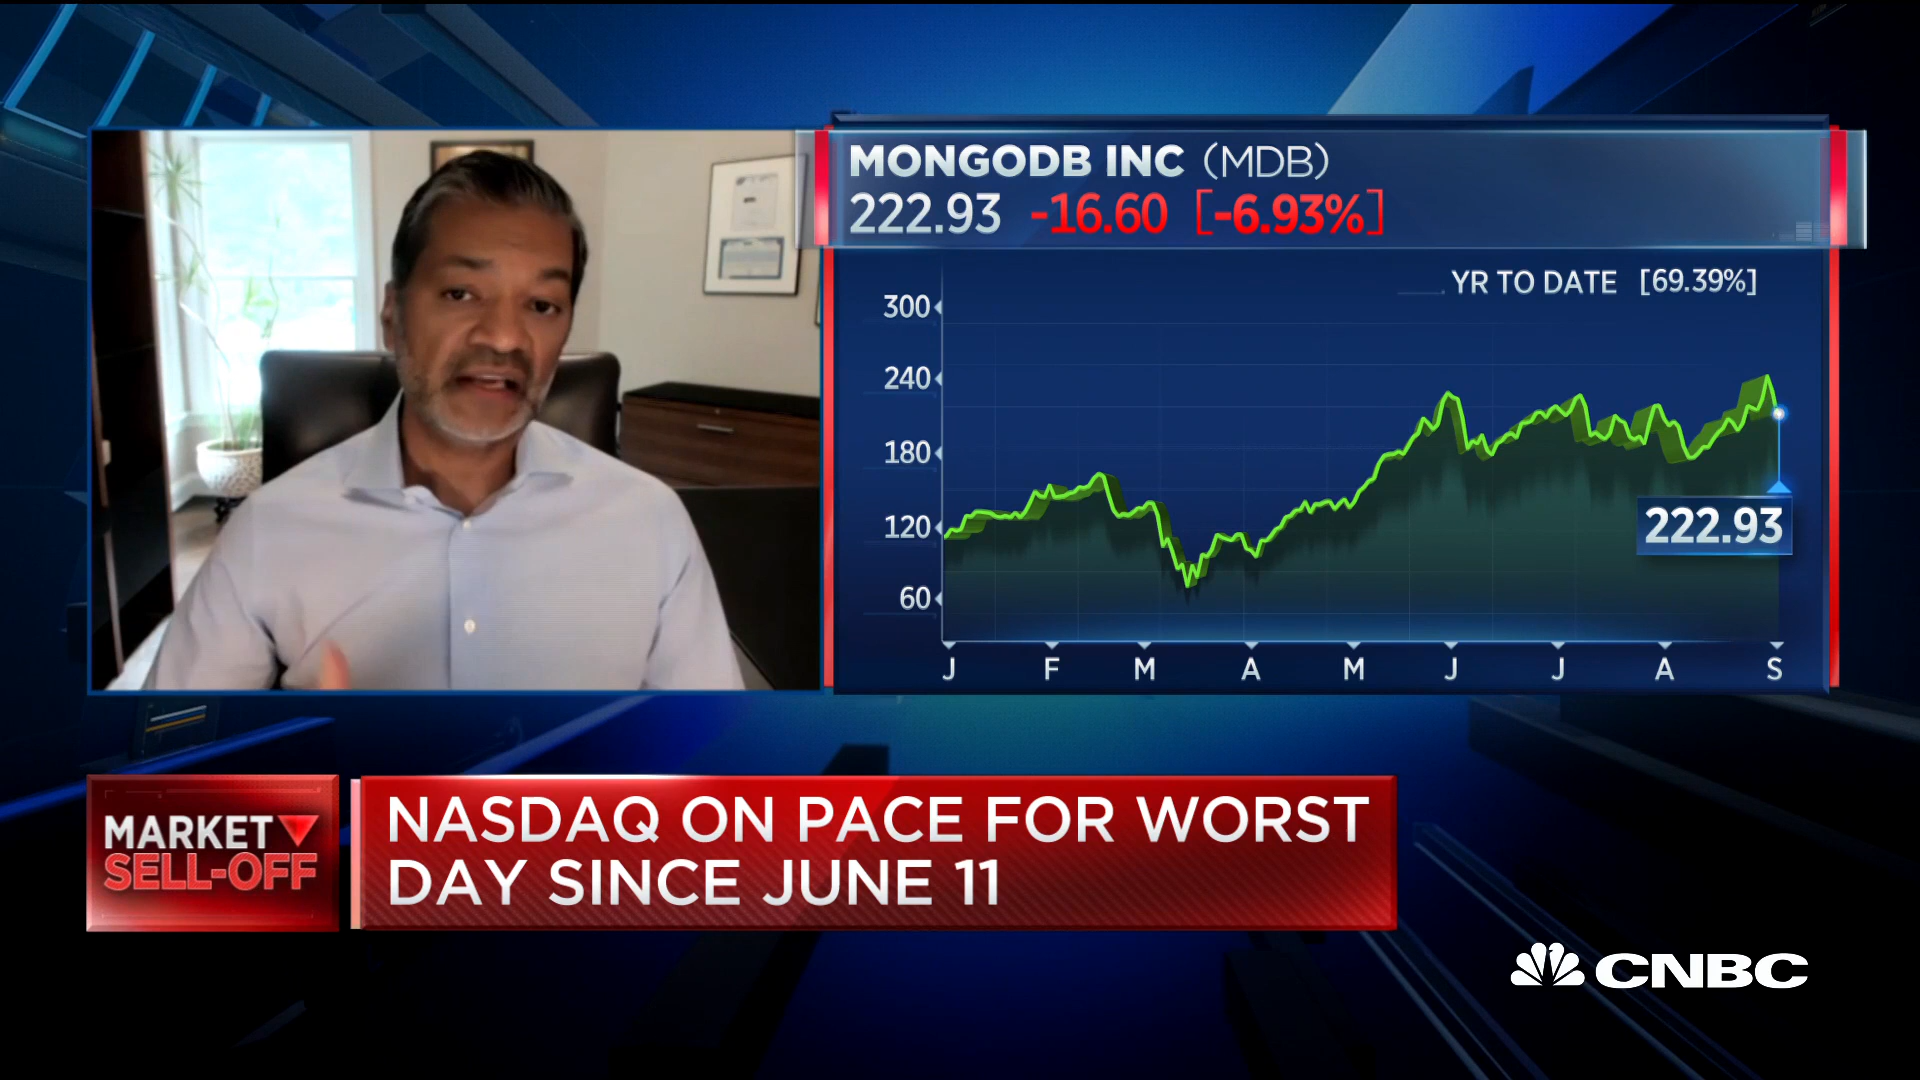 MONGODB INC (MDB)
222.93 -16.60 [-6.93%]
YR TO DATE [69.39%]
300
240
180
120
60
222.93
J F M A M J J A S
MARKET
SELL-OFF
NASDAQ ON PACE FOR WORST
DAY SINCE JUNE 11
CNBC